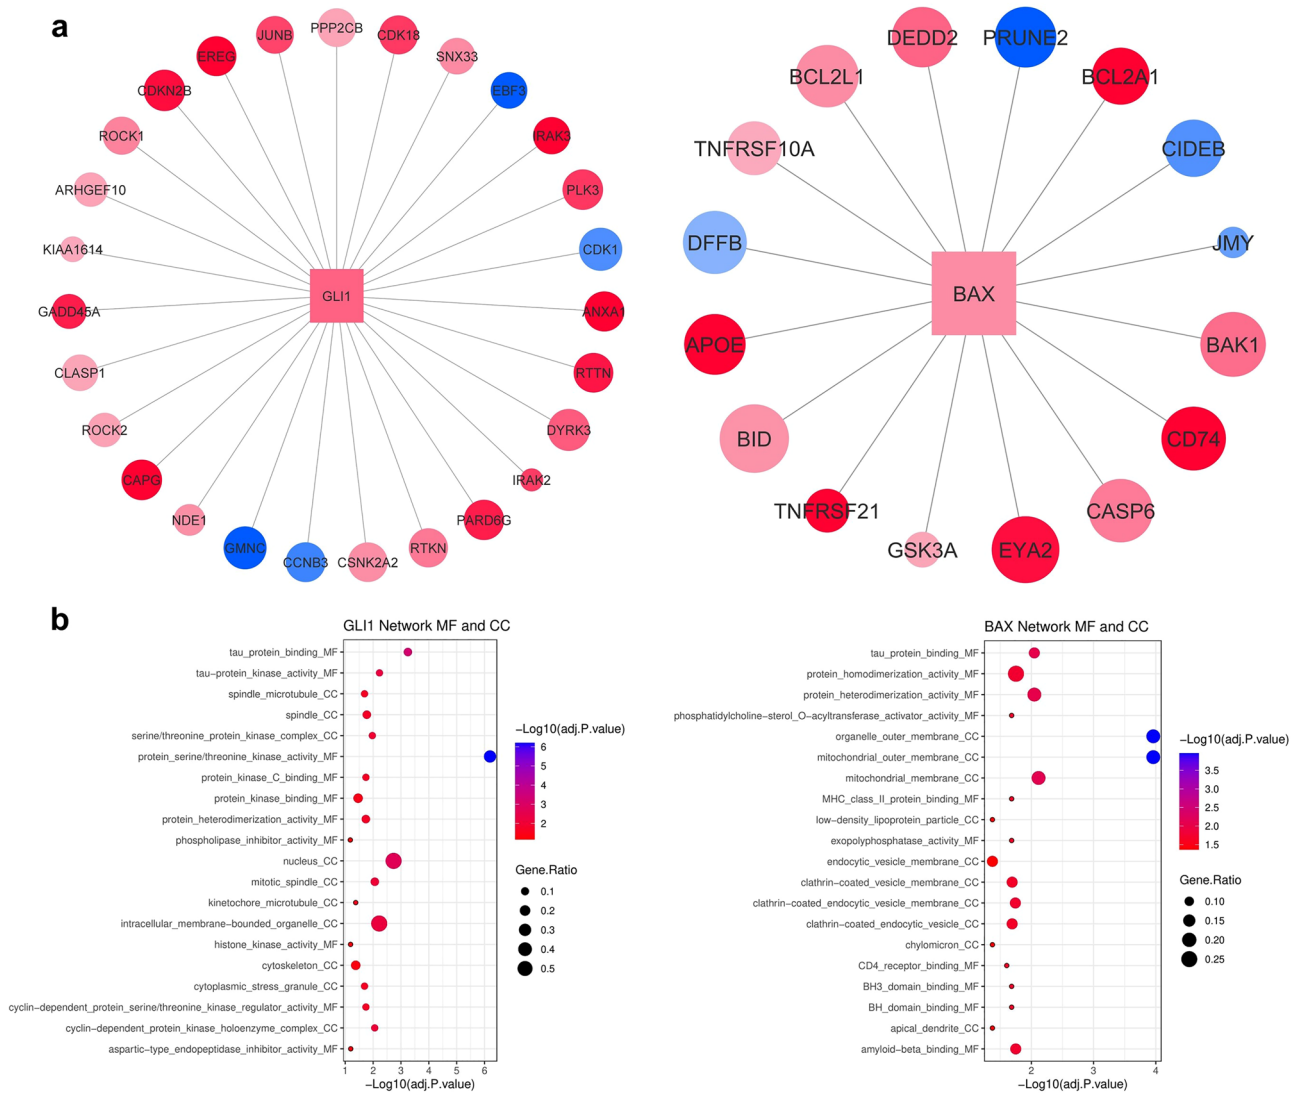 a
PPP2CB
CDK18
SNX33
EBF3
IRAK3
PLK3
CDK1
ANXA1
RTTN
DYRK3
IRAK2
PARD6G
RTKN
CSNK2A2
CCNB3
GMNC
NDE1
CAPG
ROCK2
CLASP1
GADD45A
KIAA1614
ARHGEF10
ROCK1
CDKN2B
EREG
JUNB
GLI1
DEDD2
PRUNE2
BCL2A1
CIDEB
JMY
BAK1
CD74
CASP6
EYA2
GSK3A
TNFRSF21
BID
APOE
DFFB
TNFRSF10A
BCL2L1
BAX
b
GLI1 Network MF and CC
tau_protein_binding_MF
tau-protein_kinase_activity_MF
spindle_microtubule_CC
spindle_CC
serine/threonine_protein_kinase_complex_CC
protein_serine/threonine_kinase_activity_MF
protein_kinase_C_binding_MF
protein_kinase_binding_MF
protein_heterodimerization_activity_MF
phospholipase_inhibitor_activity_MF
nucleus_CC
mitotic_spindle_CC
kinetochore_microtubule_CC
intracellular_membrane-bounded_organelle_CC
histone_kinase_activity_MF
cytoskeleton_CC
cytoplasmic_stress_granule_CC
cyclin-dependent_protein_serine/threonine_kinase_regulator_activity_MF
cyclin-dependent_protein_kinase_holoenzyme_complex_CC
aspartic-type_endopeptidase_inhibitor_activity_MF
1 2 3 4 5 6
-Log10(adj.P.value)
-Log10(adj.P.value)
6
5
4
3
2
Gene.Ratio
0.1
0.2
0.3
0.4
0.5
BAX Network MF and CC
tau_protein_binding_MF
protein_homodimerization_activity_MF
protein_heterodimerization_activity_MF
phosphatidylcholine-sterol_O-acyltransferase_activator_activity_MF
organelle_outer_membrane_CC
mitochondrial_outer_membrane_CC
mitochondrial_membrane_CC
MHC_class_II_protein_binding_MF
low-density_lipoprotein_particle_CC
exopolyphosphatase_activity_MF
endocytic_vesicle_membrane_CC
clathrin-coated_vesicle_membrane_CC
clathrin-coated_endocytic_vesicle_membrane_CC
clathrin-coated_endocytic_vesicle_CC
chylomicron_CC
CD4_receptor_binding_MF
BH3_domain_binding_MF
BH_domain_binding_MF
apical_dendrite_CC
amyloid-beta_binding_MF
2 3 4
-Log10(adj.P.value)
-Log10(adj.P.value)
3.5
3.0
2.5
2.0
1.5
Gene.Ratio
0.10
0.15
0.20
0.25